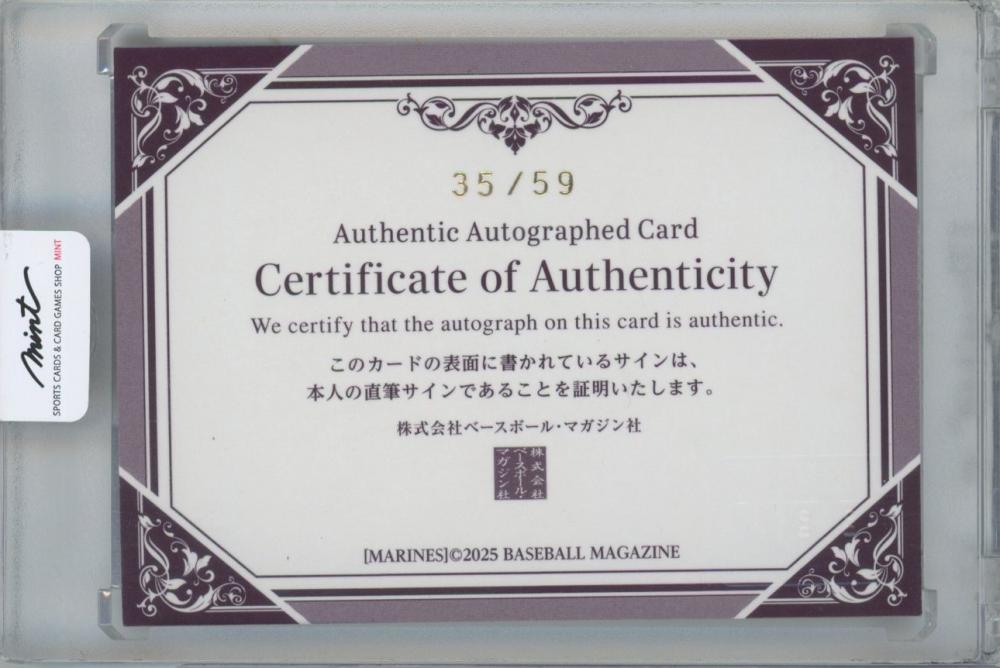 35/59
Authentic Autographed Card
Certificate of Authenticity
We certify that the autograph on this card is authentic.
このカードの表面に書かれているサインは、
本人の直筆サインであることを証明いたします。
株式会社ベースボール・マガジン社
株式会社
ベースボール・
マガジン社
[MARINES]©2025 BASEBALL MAGAZINE
mint
SPORTS CARDS & CARD GAMES SHOP MINT